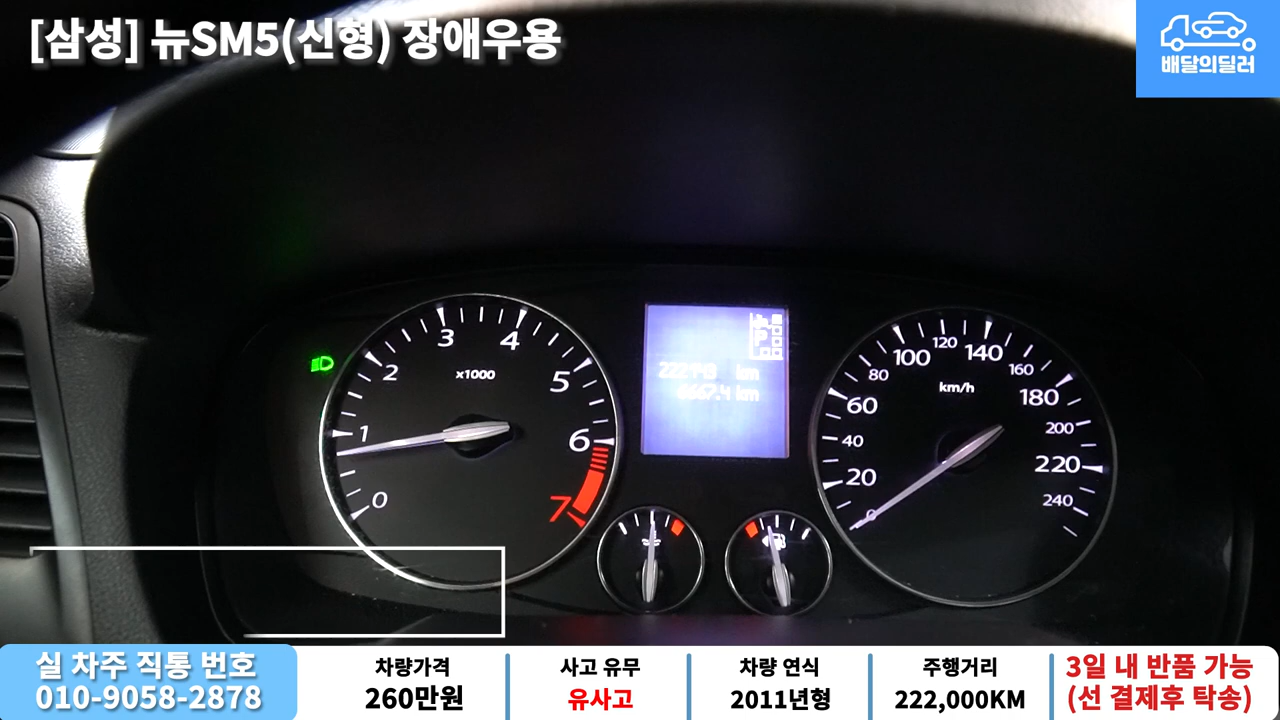 [삼성] 뉴SM5(신형) 장애우용
배달의딜러
0
1
2
3
4
5
6
7
x1000
P
km
6667.4 km
0
20
40
60
80
100
120
140
160
180
200
220
240
km/h
실 차주 직통 번호
010-9058-2878
차량가격
260만원
사고 유무
유사고
차량 연식
2011년형
주행거리
222,000KM
3일 내 반품 가능
(선 결제후 탁송)